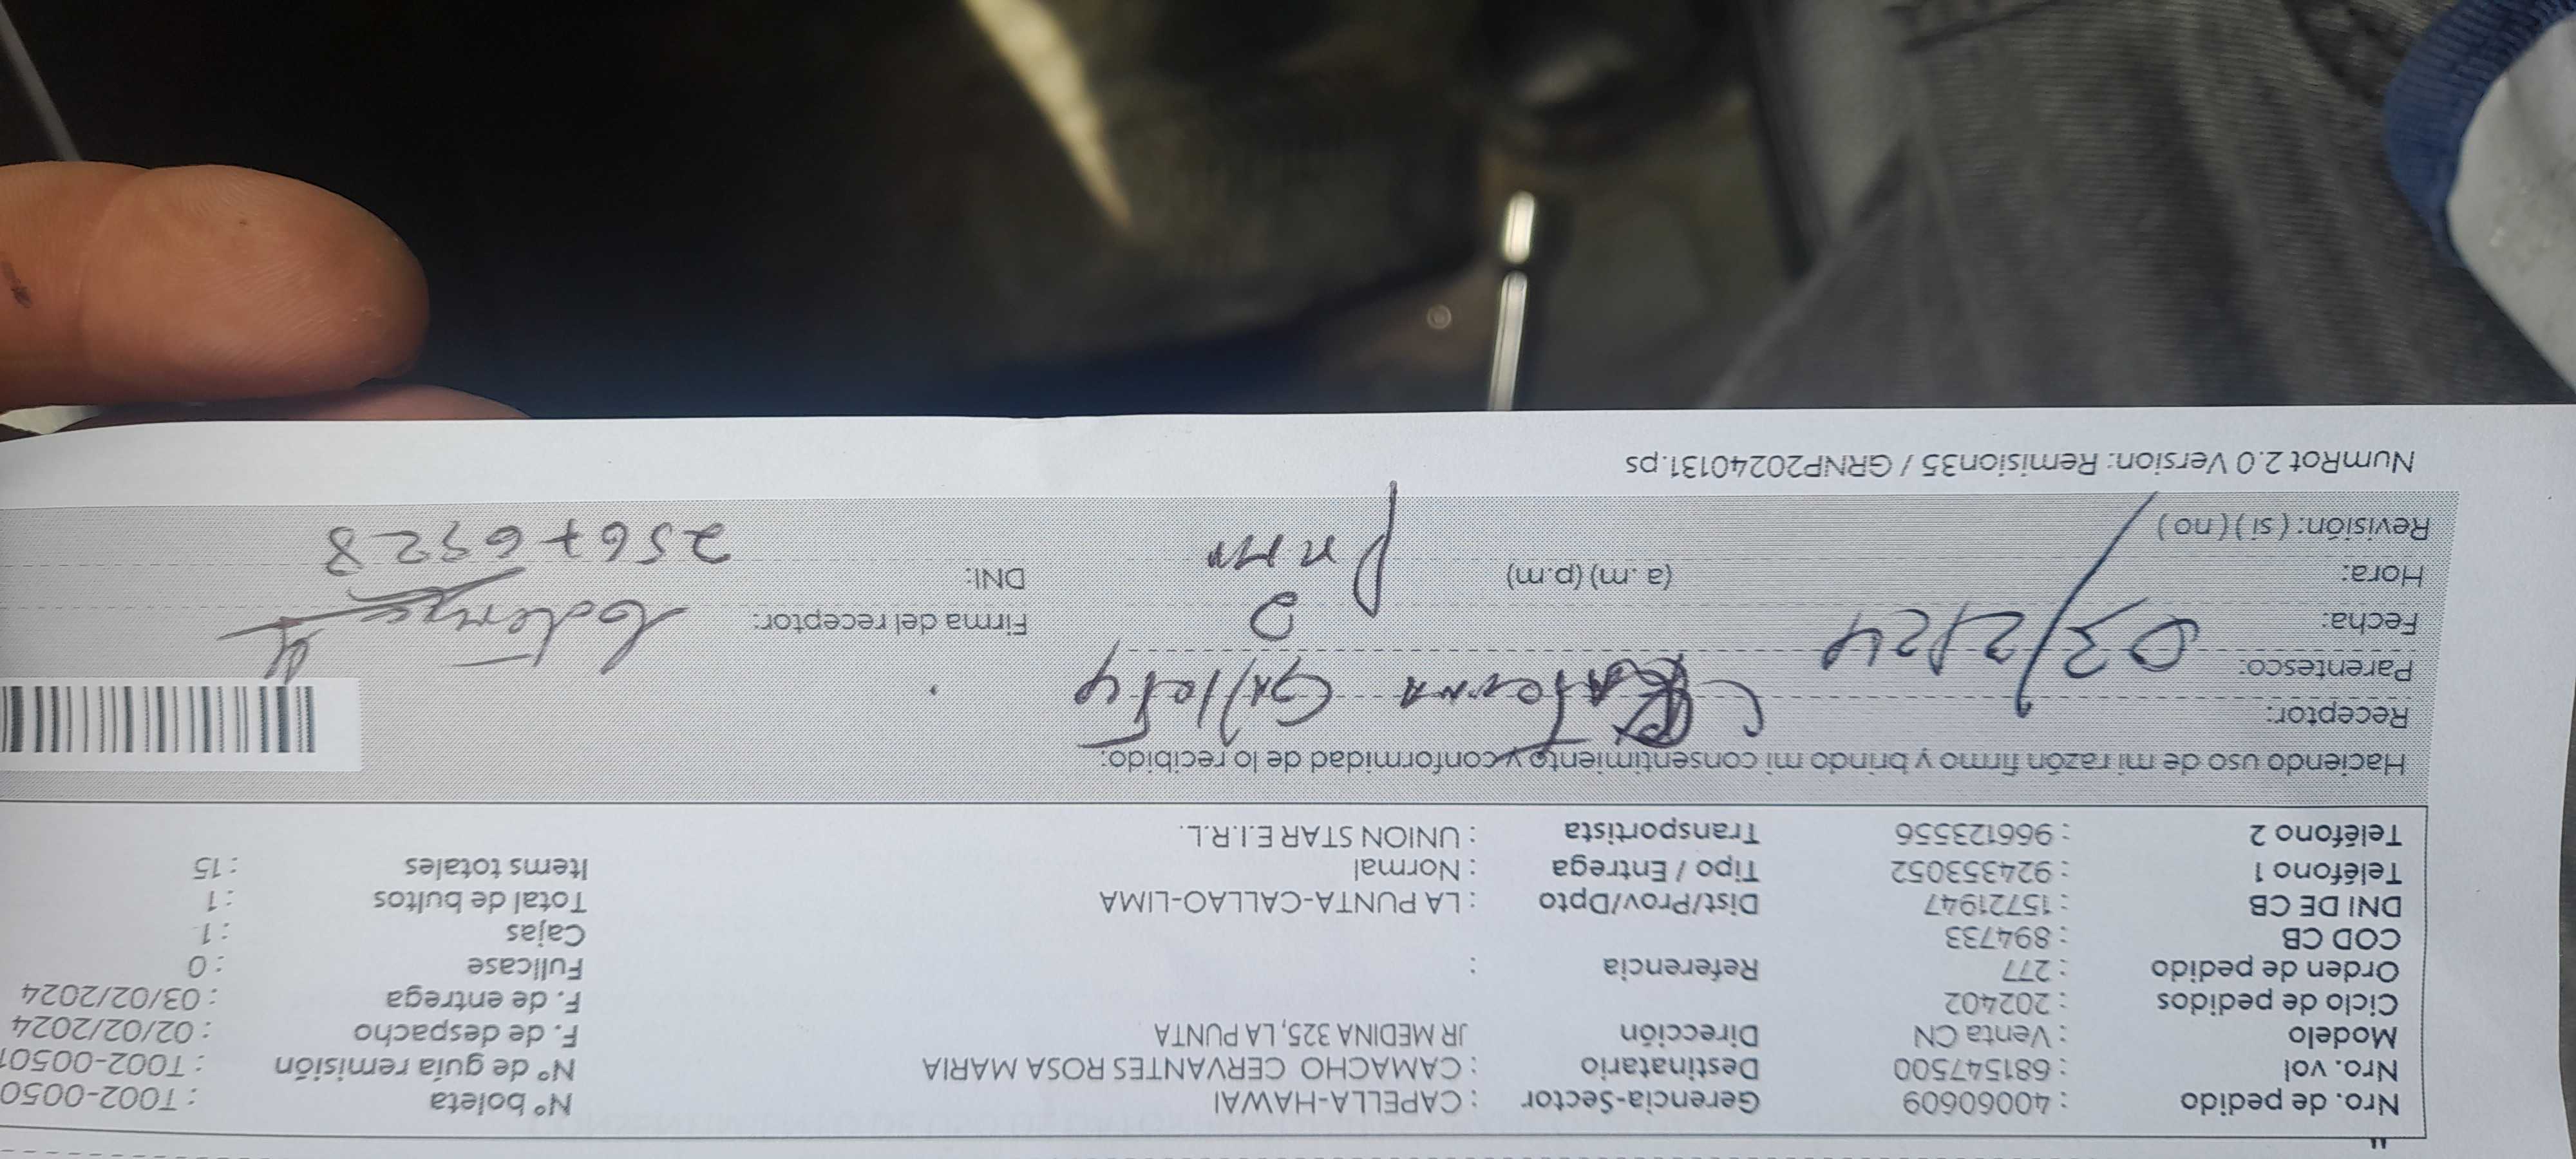 Nro. de pedido : 40060609 Gerencia-Sector : CAPELLA-HAWAI Nº boleta : T002-0050
Nro. vol : 681547500 Destinatario : CAMACHO CERVANTES ROSA MARIA Nº de guía remisión : T002-00501
Modelo : Venta CN Dirección JR MEDINA 325, LA PUNTA F. de despacho : 02/02/2024
Ciclo de pedidos : 202402 F. de entrega : 03/02/2024
Orden de pedido : 277 Referencia : Fullcase : 0
COD CB : 894733 Cajas : 1
DNI DE CB : 15721947 Dist/Prov/Dpto : LA PUNTA-CALLAO-LIMA Total de bultos : 1
Teléfono 1 : 924353052 Tipo / Entrega : Normal Items totales : 15
Teléfono 2 : 966123556 Transportista : UNION STAR E.I.R.L.
Haciendo uso de mi razón firmo y brindo mi consentimiento y conformidad de lo recibido:
Receptor:
Parentesco:
Fecha: 03/2/24 Firma del receptor:
Hora: (a.m) (p.m) DNI:
Revisión: ( si ) ( no )
NumRot 2.0 Version: Remision35 / GRNP20240131.ps